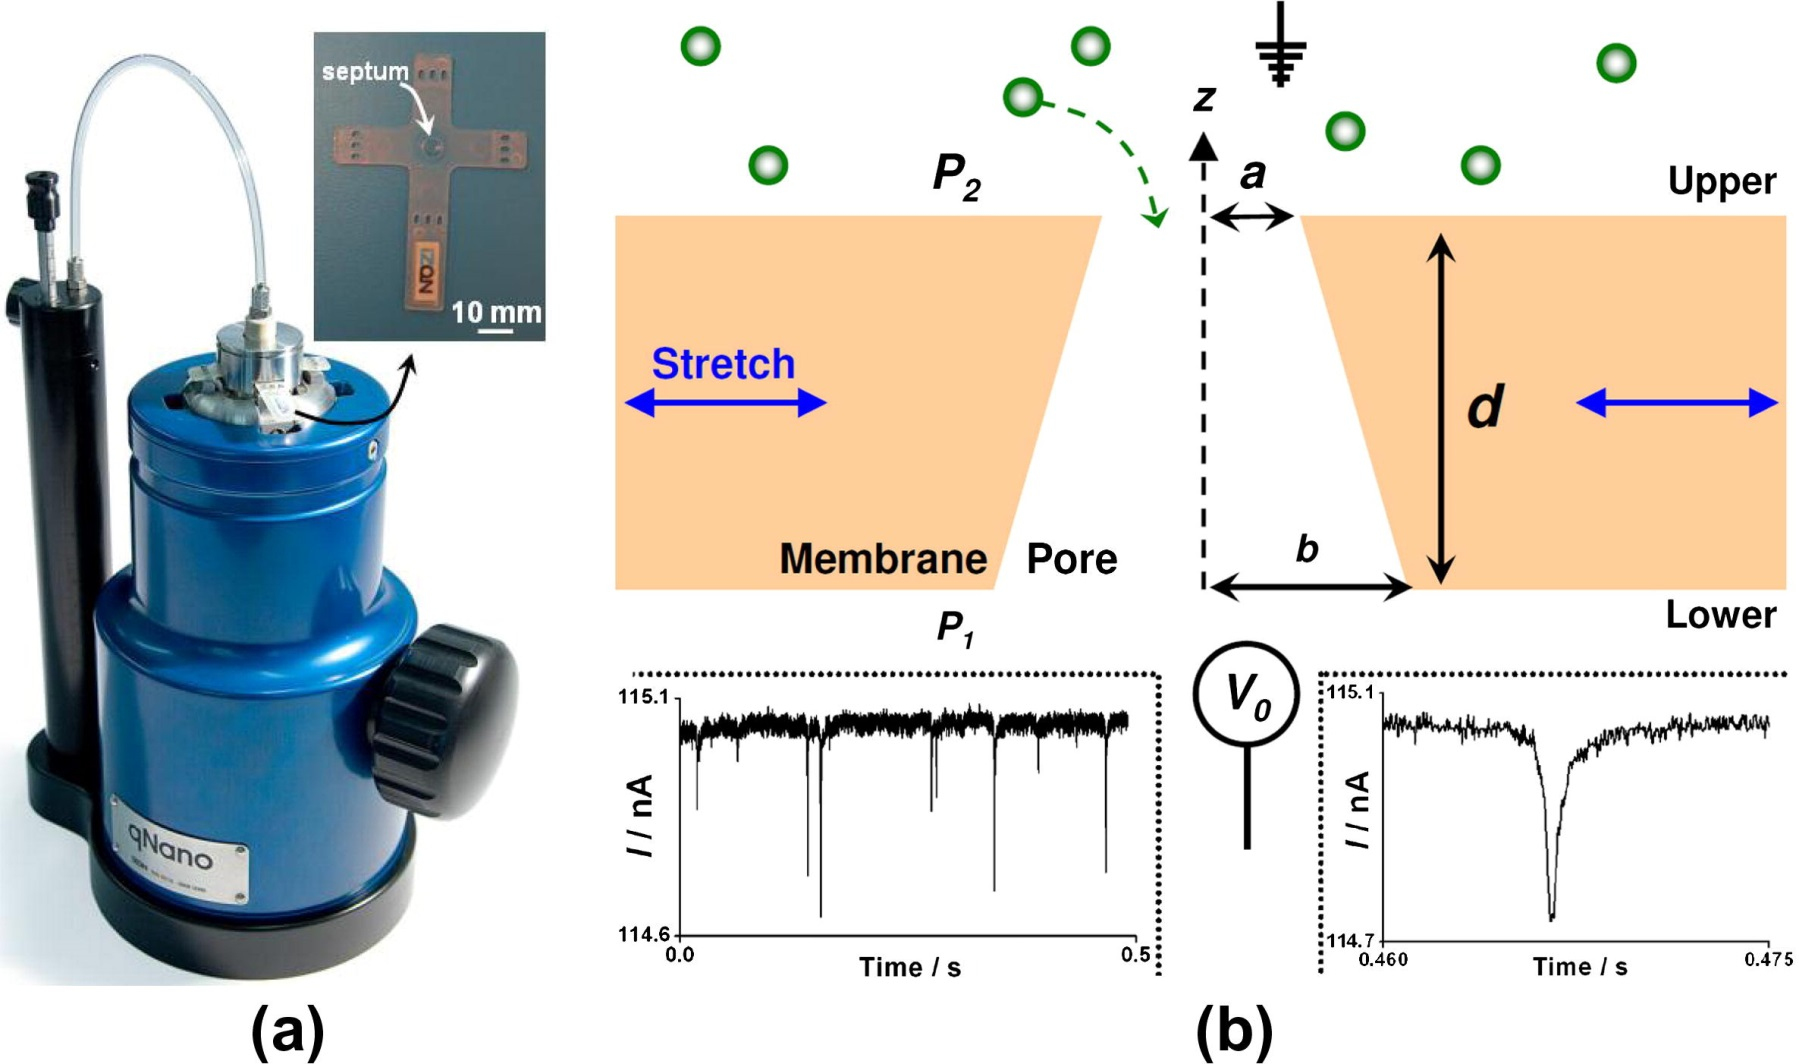 septum
NOZI
10 mm
qNano
(a)
z
a
P2
Upper
Stretch
d
Membrane
Pore
b
P1
Lower
V0
115.1
I / nA
114.6
0.0
0.5
Time / s
115.1
I / nA
114.7
0.460
0.475
Time / s
(b)